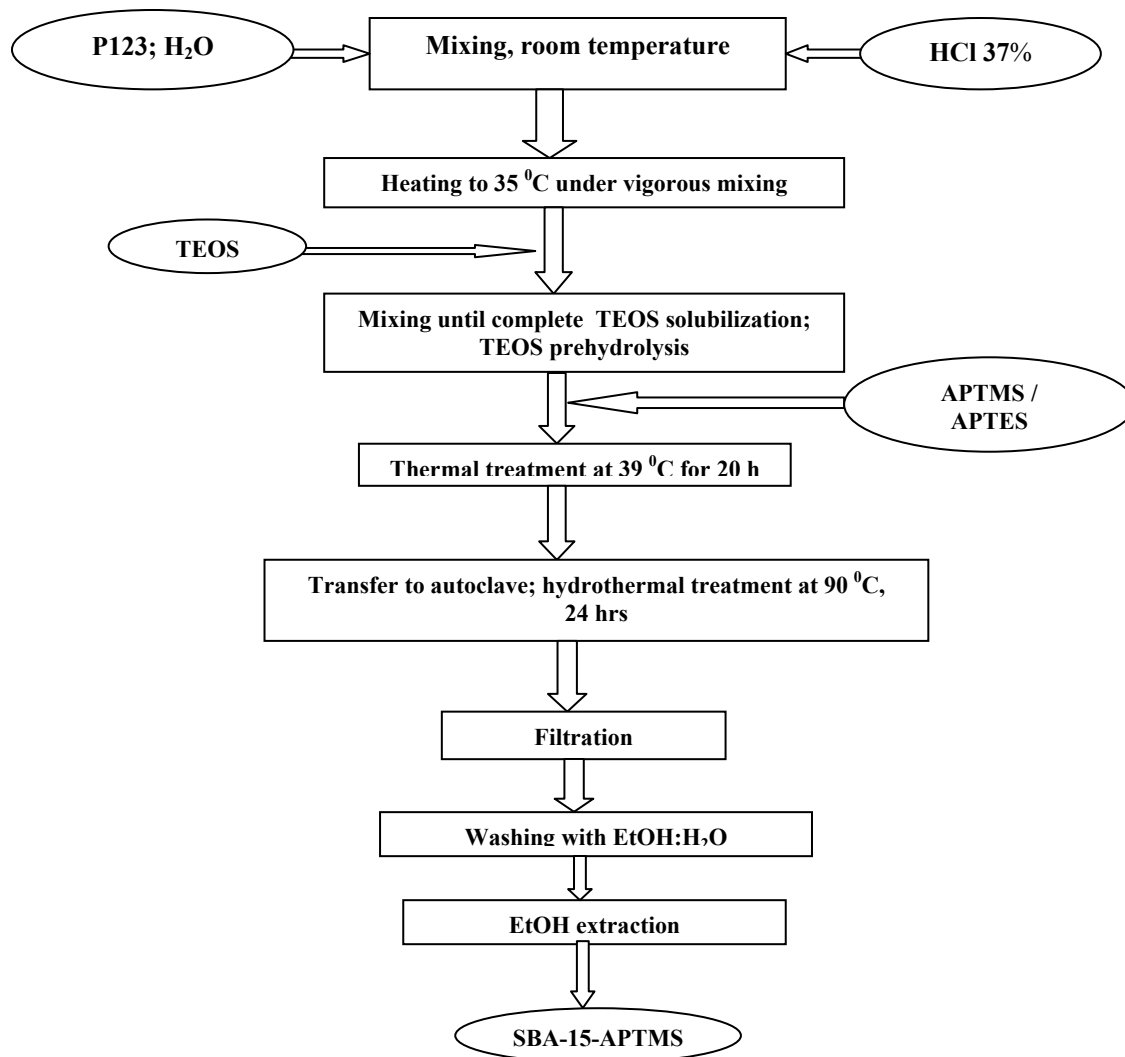 P123; H₂O
Mixing, room temperature
HCl 37%
Heating to 35 ⁰C under vigorous mixing
TEOS
Mixing until complete TEOS solubilization;
TEOS prehydrolysis
APTMS /
APTES
Thermal treatment at 39 ⁰C for 20 h
Transfer to autoclave; hydrothermal treatment at 90 ⁰C,
24 hrs
Filtration
Washing with EtOH:H₂O
EtOH extraction
SBA-15-APTMS